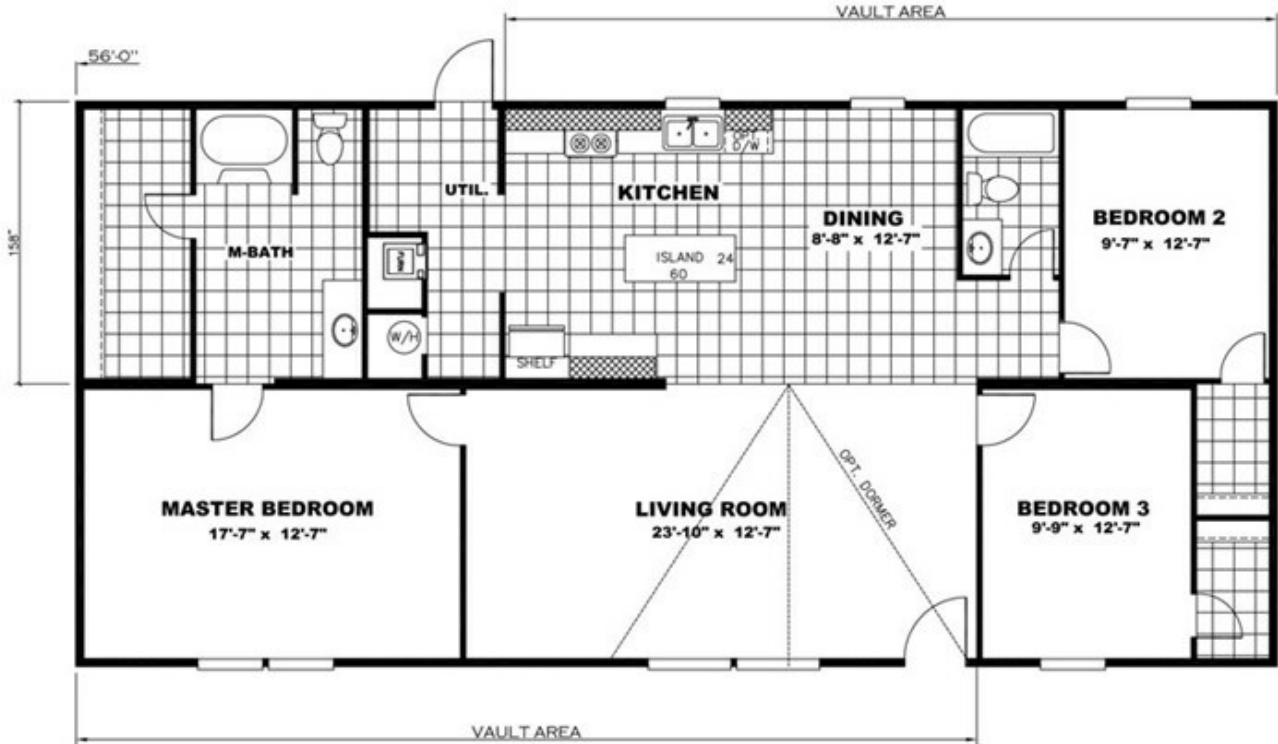 VAULT AREA
56'-0"
158"
UTIL.
M-BATH
FURN
W/H
KITCHEN
OPT.
D/W
ISLAND 24
60
SHELF
DINING
8'-8" x 12'-7"
BEDROOM 2
9'-7" x 12'-7"
MASTER BEDROOM
17'-7" x 12'-7"
LIVING ROOM
23'-10" x 12'-7"
OPT. DORMER
BEDROOM 3
9'-9" x 12'-7"
VAULT AREA